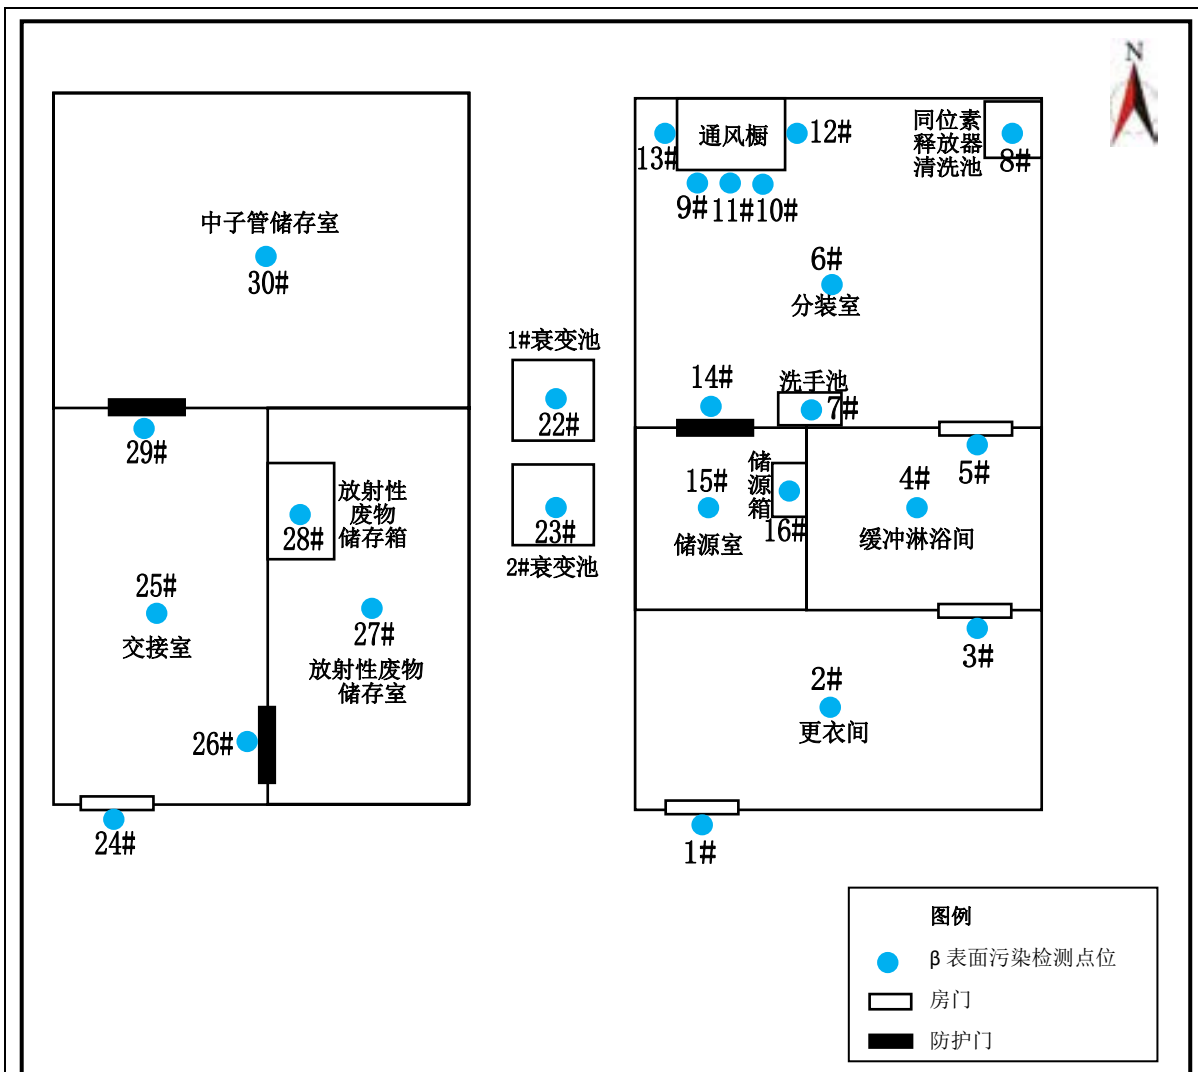 N
通风橱
12#
13#
同位素
释放器
清洗池
8#
9#
11#
10#
中子管储存室
30#
6#
分装室
1#衰变池
22#
14#
洗手池
7#
29#
储
源
箱
15#
16#
储源室
4#
5#
缓冲淋浴间
放射性
废物
储存箱
28#
23#
2#衰变池
25#
交接室
27#
放射性废物
储存室
3#
2#
更衣间
26#
24#
1#
图例
β 表面污染检测点位
房门
防护门